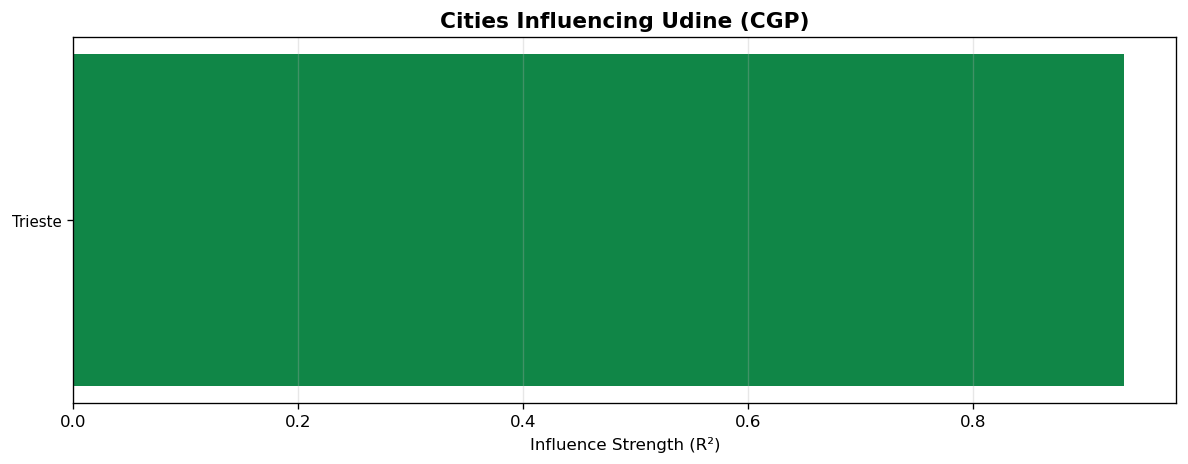 Cities Influencing Udine (CGP)
Trieste
0.0 0.2 0.4 0.6 0.8
Influence Strength (R²)